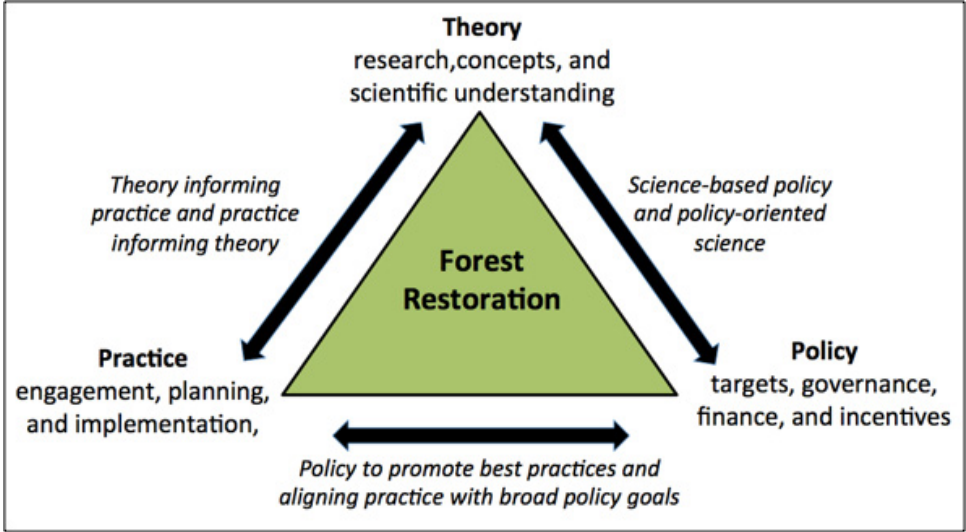 Theory
research,concepts, and
scientific understanding
Theory informing
practice and practice
informing theory
Science-based policy
and policy-oriented
science
Forest
Restoration
Practice
engagement, planning,
and implementation,
Policy
targets, governance,
finance, and incentives
Policy to promote best practices and
aligning practice with broad policy goals